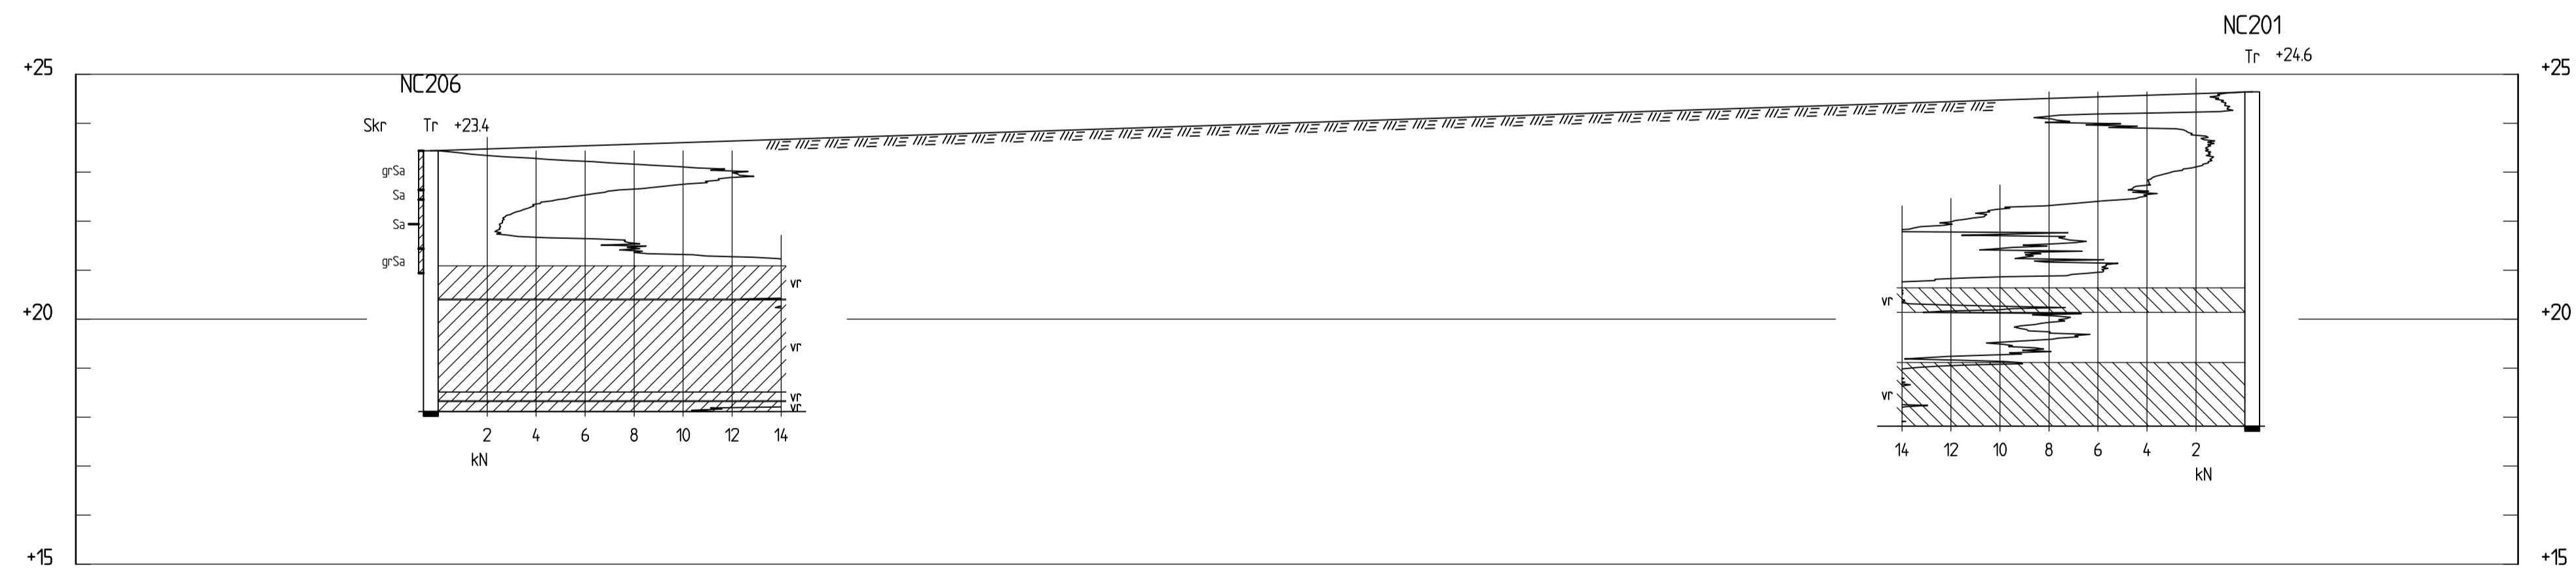 NC201
Tr +24.6
+25 +25
NC206
Skr Tr +23.4
grSa
Sa
Sa
grSa
vr
vr
vr
vr
vr
vr
+20 +20
2 4 6 8 10 12 14
kN
14 12 10 8 6 4 2
kN
+15 +15